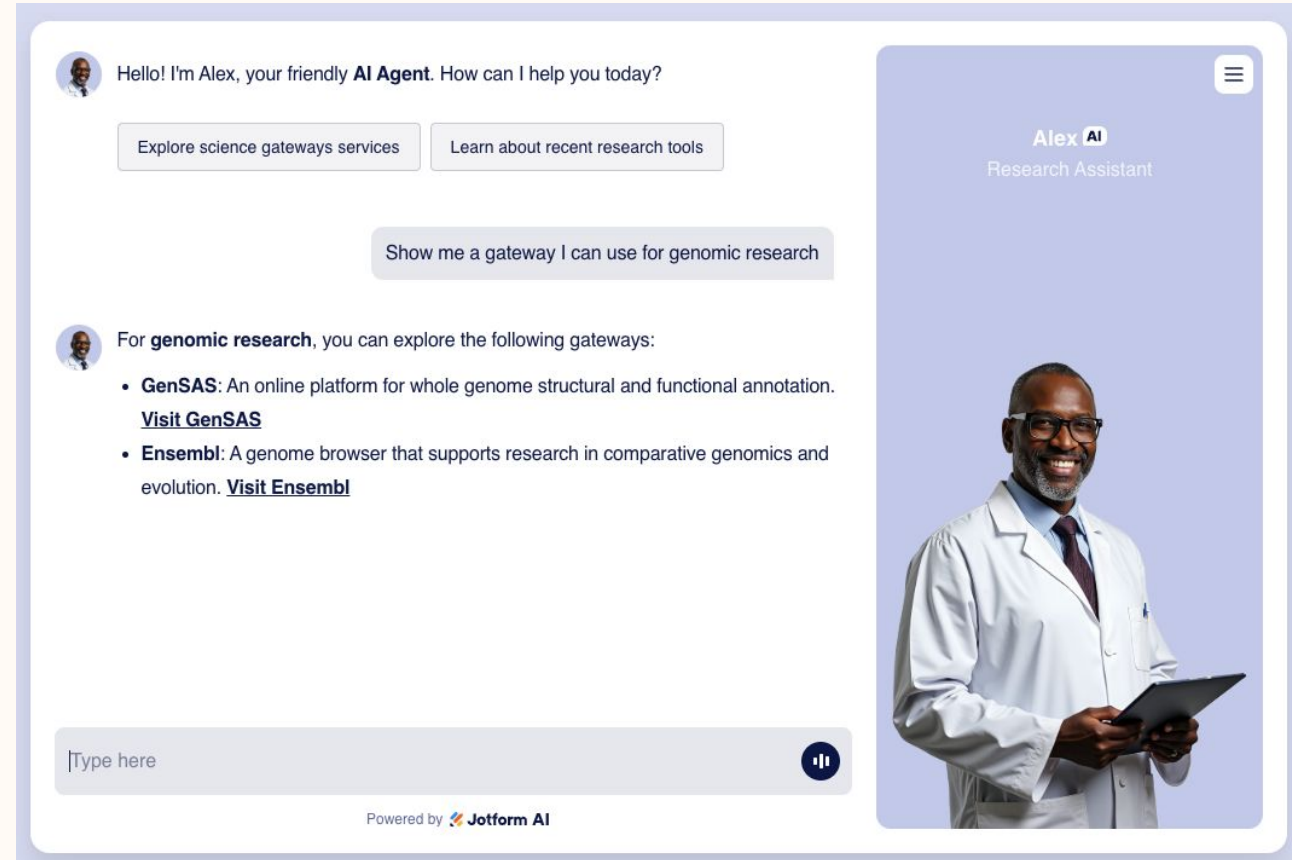 Hello! I'm Alex, your friendly AI Agent. How can I help you today?
Explore science gateways services
Learn about recent research tools
Show me a gateway I can use for genomic research
For genomic research, you can explore the following gateways:
• GenSAS: An online platform for whole genome structural and functional annotation.
Visit GenSAS
• Ensembl: A genome browser that supports research in comparative genomics and
evolution. Visit Ensembl
Type here
Powered by Jotform AI
Alex AI
Research Assistant